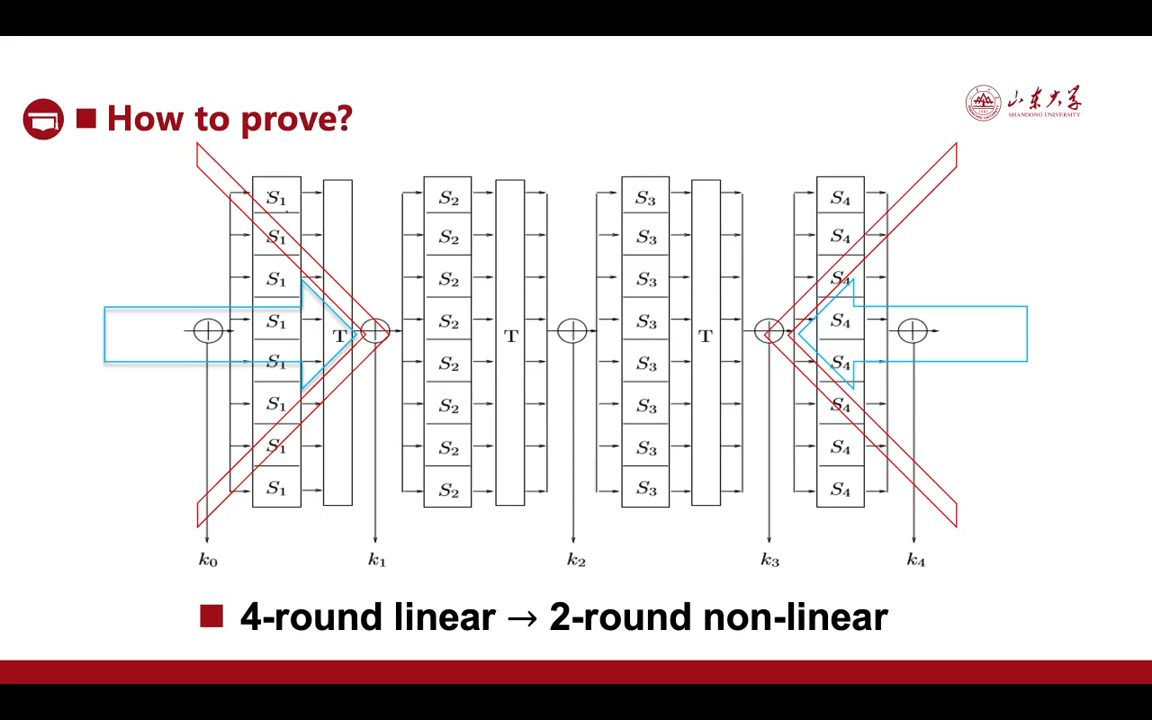 How to prove?
山东大学
SHANDONG UNIVERSITY
S₁ S₂ S₃ S₄
S₁ S₂ S₃ S₄
S₁ S₂ S₃ S₄
S₁ S₂ S₃ S₄
T T T
S₁ S₂ S₃ S₄
S₁ S₂ S₃ S₄
S₁ S₂ S₃ S₄
S₁ S₂ S₃ S₄
k₀ k₁ k₂ k₃ k₄
4-round linear → 2-round non-linear